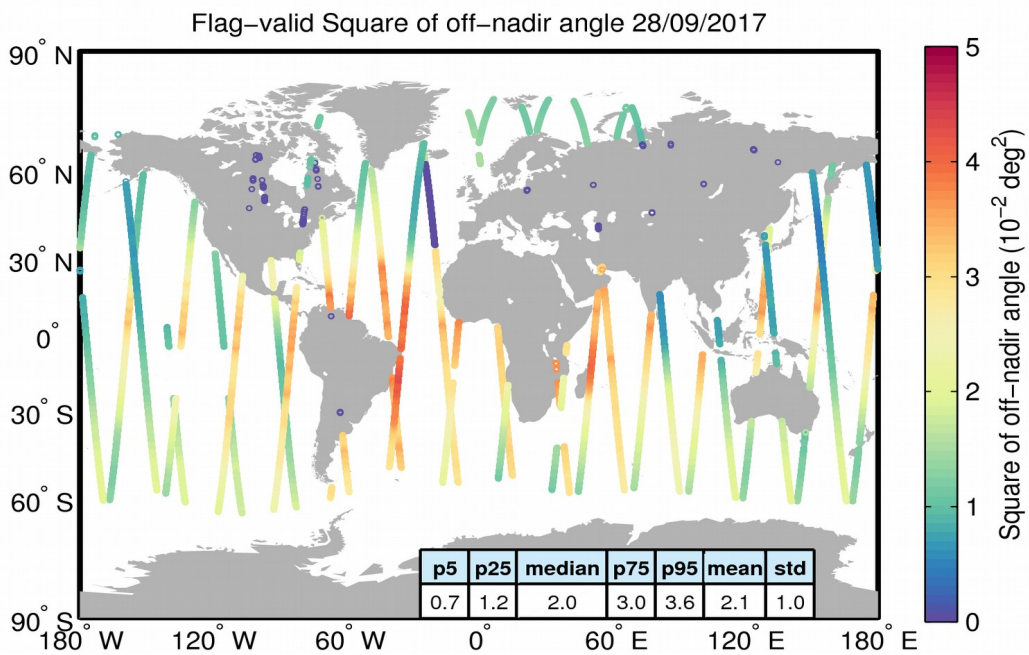 Flag−valid Square of off−nadir angle 28/09/2017
90° N
60° N
30° N
0°
30° S
60° S
90° S
180° W
120° W
60° W
0°
60° E
120° E
180° E
p5 p25 median p75 p95 mean std
0.7 1.2 2.0 3.0 3.6 2.1 1.0
5
4
3
2
1
0
Square of off−nadir angle (10⁻² deg²)